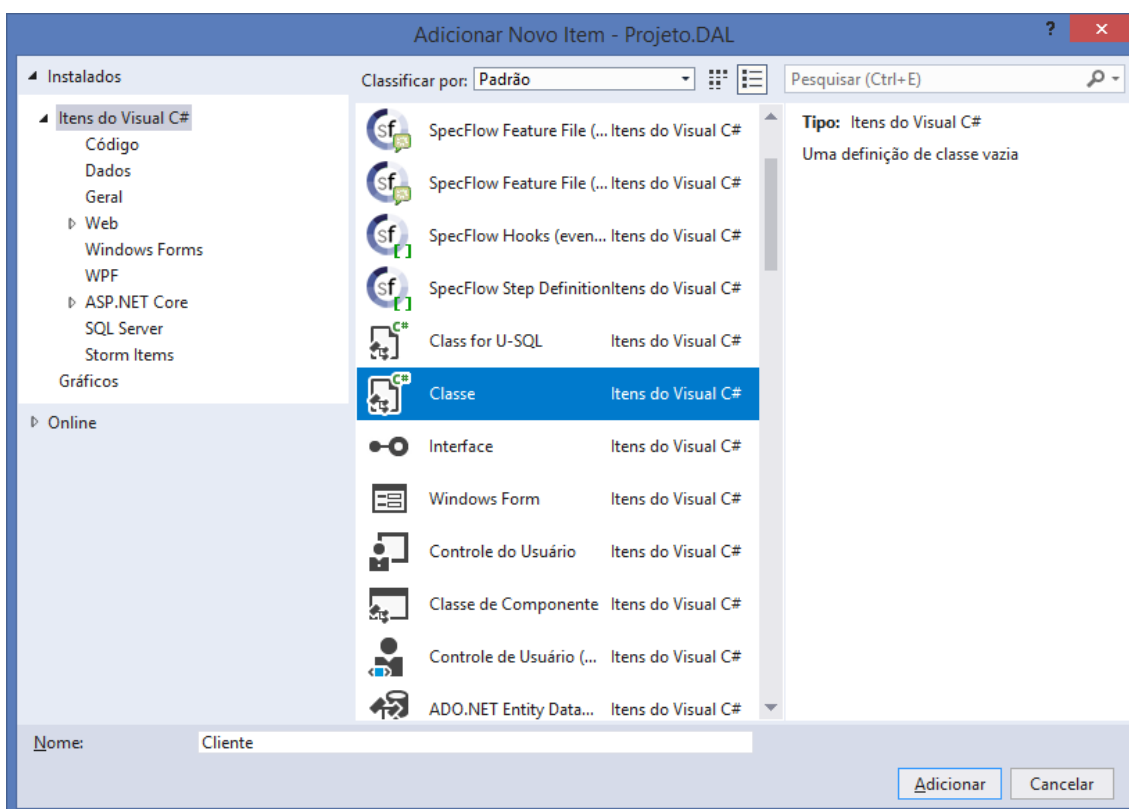 Adicionar Novo Item - Projeto.DAL
?
×
Instalados
Classificar por: Padrão
Pesquisar (Ctrl+E)
Itens do Visual C#
Código
Dados
Geral
Web
Windows Forms
WPF
ASP.NET Core
SQL Server
Storm Items
Gráficos
Online
SpecFlow Feature File (... Itens do Visual C#
SpecFlow Feature File (... Itens do Visual C#
SpecFlow Hooks (even... Itens do Visual C#
SpecFlow Step Definition Itens do Visual C#
Class for U-SQL Itens do Visual C#
Classe Itens do Visual C#
Interface Itens do Visual C#
Windows Form Itens do Visual C#
Controle do Usuário Itens do Visual C#
Classe de Componente Itens do Visual C#
Controle de Usuário (... Itens do Visual C#
ADO.NET Entity Data... Itens do Visual C#
Tipo: Itens do Visual C#
Uma definição de classe vazia
Nome: Cliente
Adicionar Cancelar